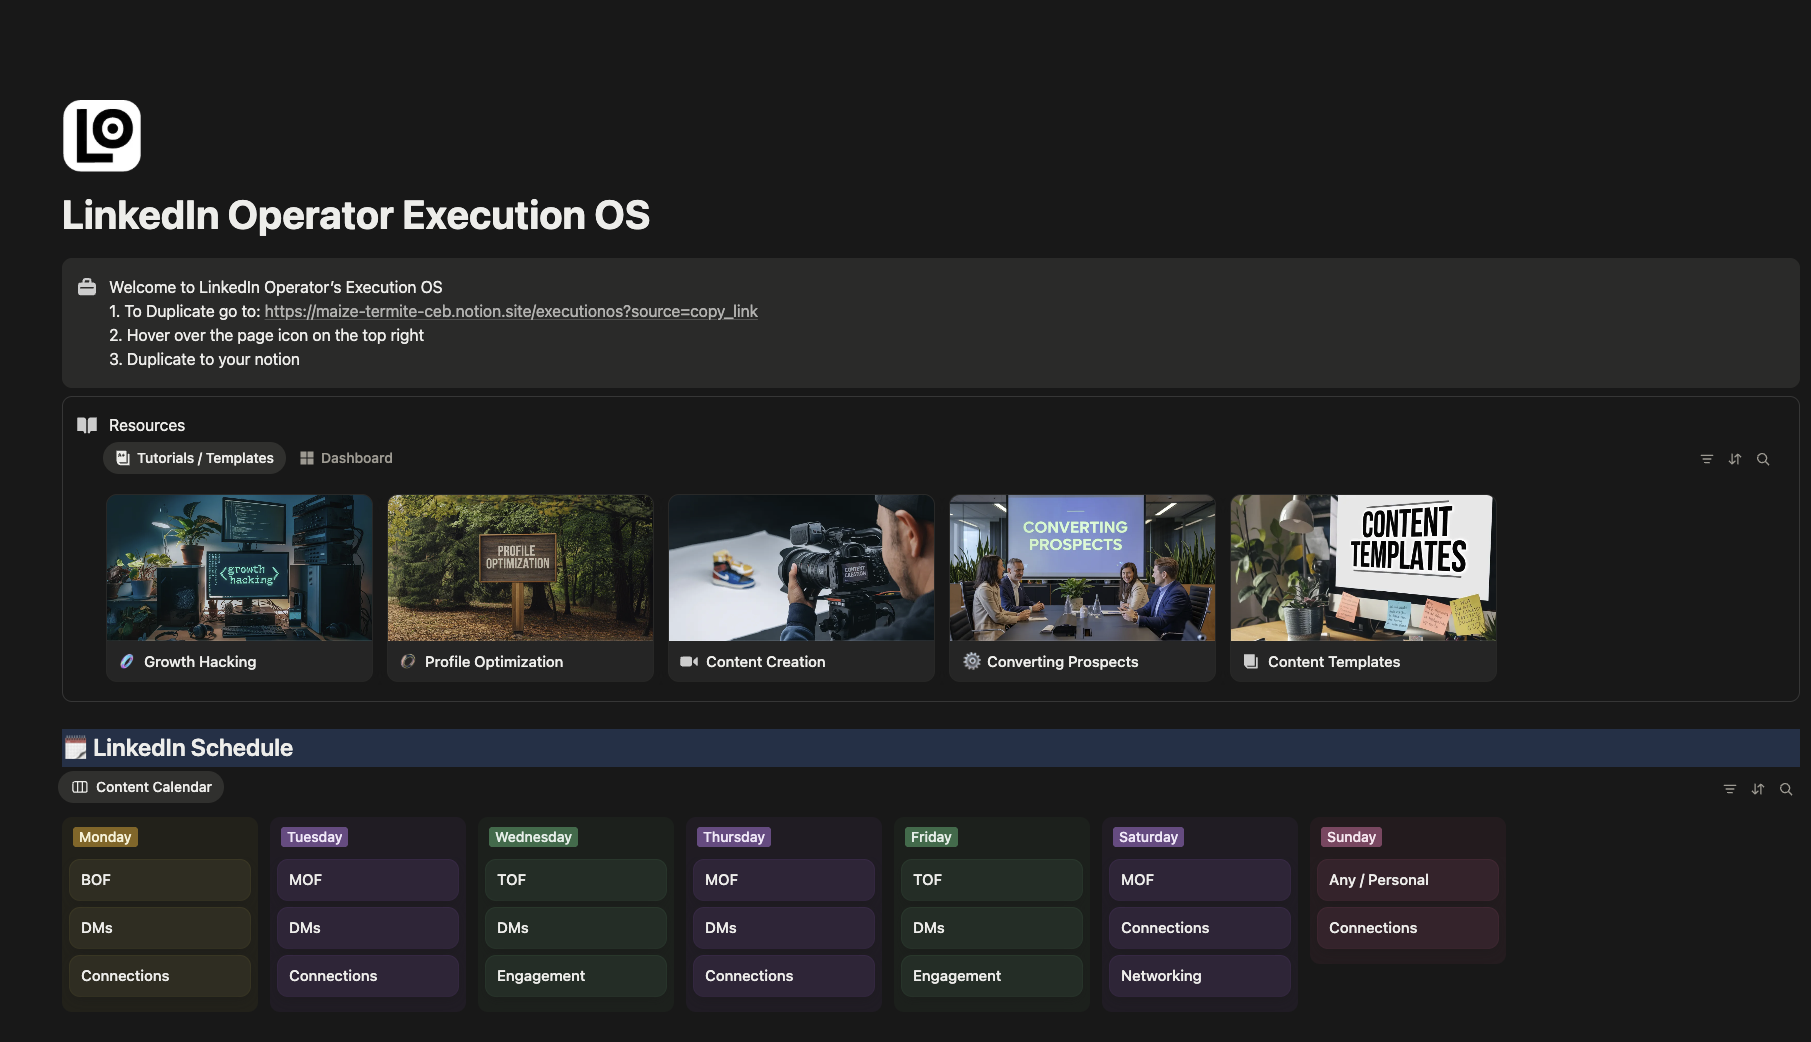 LO
LinkedIn Operator Execution OS
Welcome to LinkedIn Operator's Execution OS
1. To Duplicate go to: https://maize-termite-ceb.notion.site/executionos?source=copy_link
2. Hover over the page icon on the top right
3. Duplicate to your notion
Resources
Tutorials / Templates
Dashboard
<growth
hacking>
PROFILE
OPTIMIZATION
CONTENT
CREATION
CONVERTING
PROSPECTS
CONTENT
TEMPLATES
Growth Hacking
Profile Optimization
Content Creation
Converting Prospects
Content Templates
LinkedIn Schedule
Content Calendar
Monday
BOF
DMs
Connections
Tuesday
MOF
DMs
Connections
Wednesday
TOF
DMs
Engagement
Thursday
MOF
DMs
Connections
Friday
TOF
DMs
Engagement
Saturday
MOF
Connections
Networking
Sunday
Any / Personal
Connections